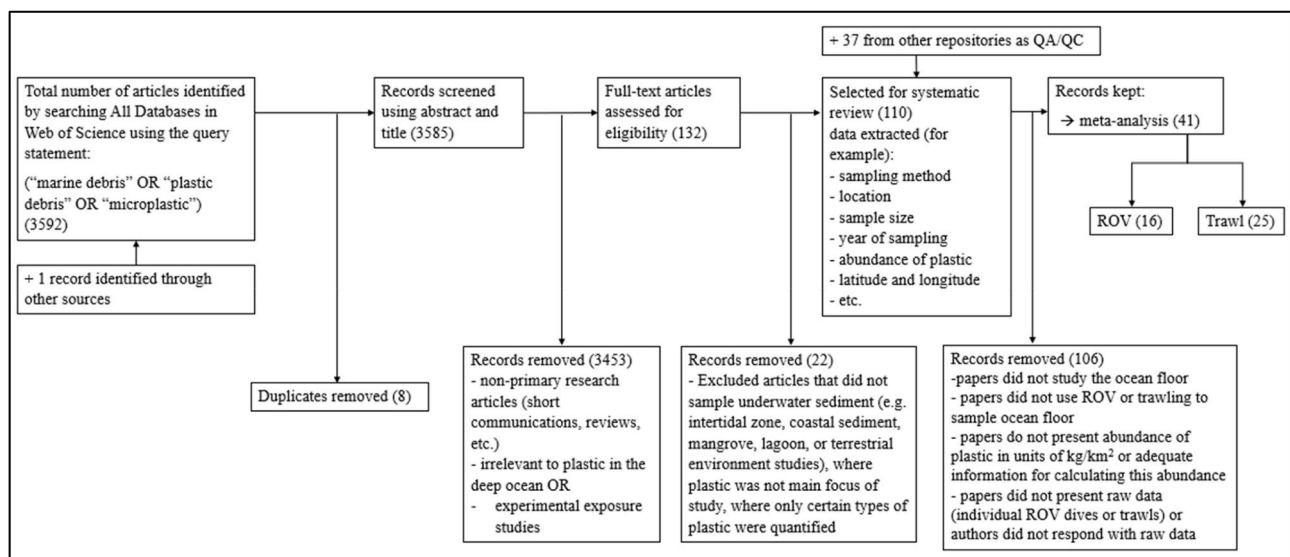 + 37 from other repositories as QA/QC
Total number of articles identified
by searching All Databases in
Web of Science using the query
statement:
(“marine debris” OR “plastic
debris” OR “microplastic”)
(3592)
+ 1 record identified through
other sources
Records screened
using abstract and
title (3585)
Full-text articles
assessed for
eligibility (132)
Selected for systematic
review (110)
data extracted (for
example):
- sampling method
- location
- sample size
- year of sampling
- abundance of plastic
- latitude and longitude
- etc.
Records kept:
→ meta-analysis (41)
ROV (16)
Trawl (25)
Duplicates removed (8)
Records removed (3453)
- non-primary research
articles (short
communications, reviews,
etc.)
- irrelevant to plastic in the
deep ocean OR
- experimental exposure
studies
Records removed (22)
- Excluded articles that did not
sample underwater sediment (e.g.
intertidal zone, coastal sediment,
mangrove, lagoon, or terrestrial
environment studies), where
plastic was not main focus of
study, where only certain types of
plastic were quantified
Records removed (106)
-papers did not study the ocean floor
- papers did not use ROV or trawling to
sample ocean floor
- papers do not present abundance of
plastic in units of kg/km² or adequate
information for calculating this abundance
- papers did not present raw data
(individual ROV dives or trawls) or
authors did not respond with raw data